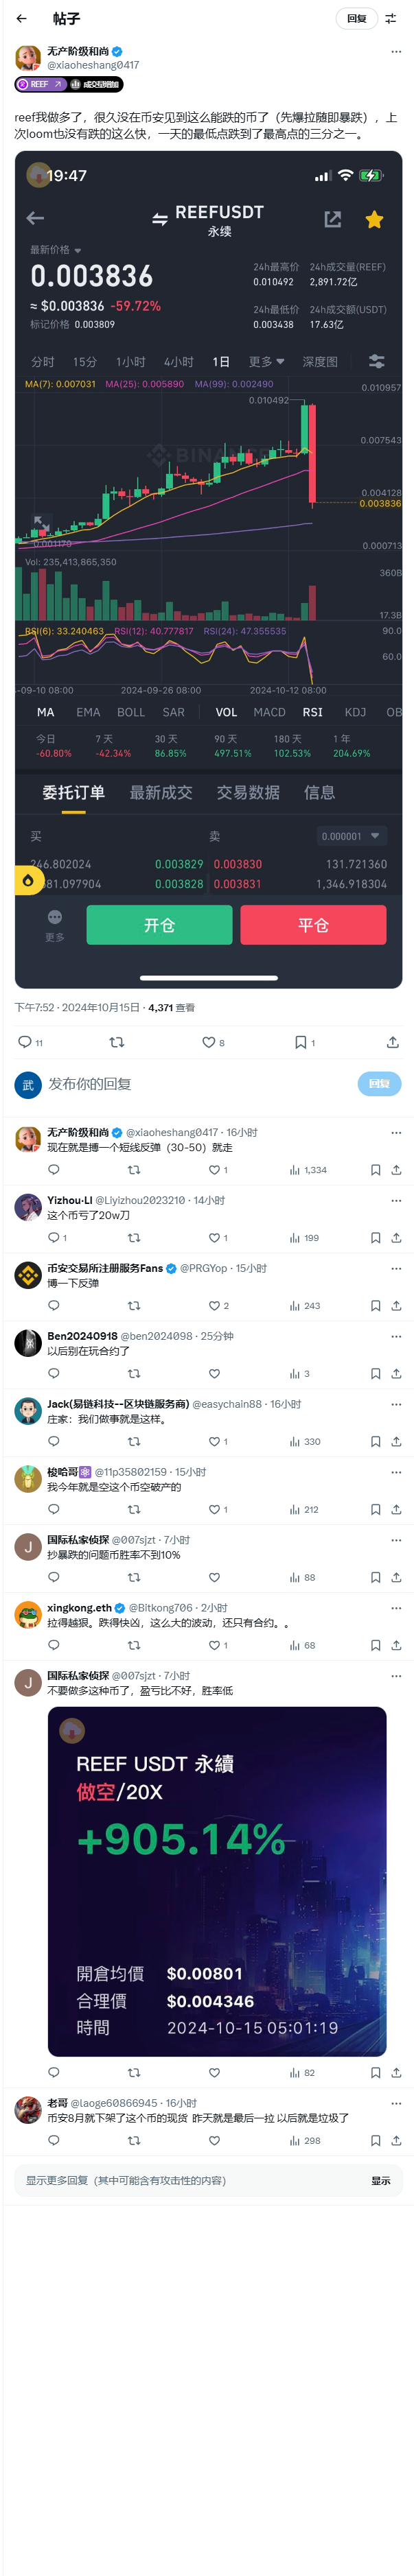 帖子
回复
无产阶级和尚
@xiaoheshang0417
REEF
成交量增加
reef我做多了，很久没在币安见到这么能跌的币了（先爆拉随即暴跌），上
次loom也没有跌的这么快，一天的最低点跌到了最高点的三分之一。
19:47
REEFUSDT
永续
最新价格
0.003836
≈ $0.003836 -59.72%
标记价格 0.003809
24h最高价 24h成交量(REEF)
0.010492 2,891.72亿
24h最低价 24h成交额(USDT)
0.003438 17.63亿
分时 15分 1小时 4小时 1日 更多 深度图
MA(7): 0.007031 MA(25): 0.005890 MA(99): 0.002490
0.010957
0.010492
0.007543
BINANCE
0.004128
0.003836
0.001170
0.000713
Vol: 235,413,865,350
360B
17.3B
RSI(6): 33.240463 RSI(12): 40.777817 RSI(24): 47.355535
90.0
60.0
-09-10 08:00 2024-09-26 08:00 2024-10-12 08:00
MA EMA BOLL SAR VOL MACD RSI KDJ OB
今日 7 天 30 天 90 天 180 天 1 年
-60.80% -42.34% 86.85% 497.51% 102.53% 204.69%
委托订单 最新成交 交易数据 信息
买 卖 0.000001
246.802024 0.003829 0.003830 131.721360
381.097904 0.003828 0.003831 1,346.918304
更多 开仓 平仓
下午7:52 · 2024年10月15日 · 4,371 查看
11 8 1
武 发布你的回复 回复
无产阶级和尚 @xiaoheshang0417 · 16小时
现在就是博一个短线反弹（30-50）就走
1 1,334
Yizhou·LI @Liyizhou2023210 · 14小时
这个币亏了20w刀
1 1 199
币安交易所注册服务Fans @PRGYop · 15小时
博一下反弹
2 243
Ben20240918 @ben2024098 · 25分钟
以后别在玩合约了
3
Jack(易链科技--区块链服务商) @easychain88 · 16小时
庄家：我们做事就是这样。
1 330
梭哈哥 @11p35802159 · 15小时
我今年就是空这个币空破产的
1 212
J
国际私家侦探 @007sjzt · 7小时
抄暴跌的问题币胜率不到10%
88
xingkong.eth @Bitkong706 · 2小时
拉得越狠。跌得快凶，这么大的波动，还只有合约。。
1 68
J
国际私家侦探 @007sjzt · 7小时
不要做多这种币了，盈亏比不好，胜率低
REEF USDT 永續
做空/20X
+905.14%
開倉均價 $0.00801
合理價 $0.004346
時間 2024-10-15 05:01:19
82
老哥 @laoge60866945 · 16小时
币安8月就下架了这个币的现货 昨天就是最后一拉 以后就是垃圾了
298
显示更多回复（其中可能含有攻击性的内容） 显示